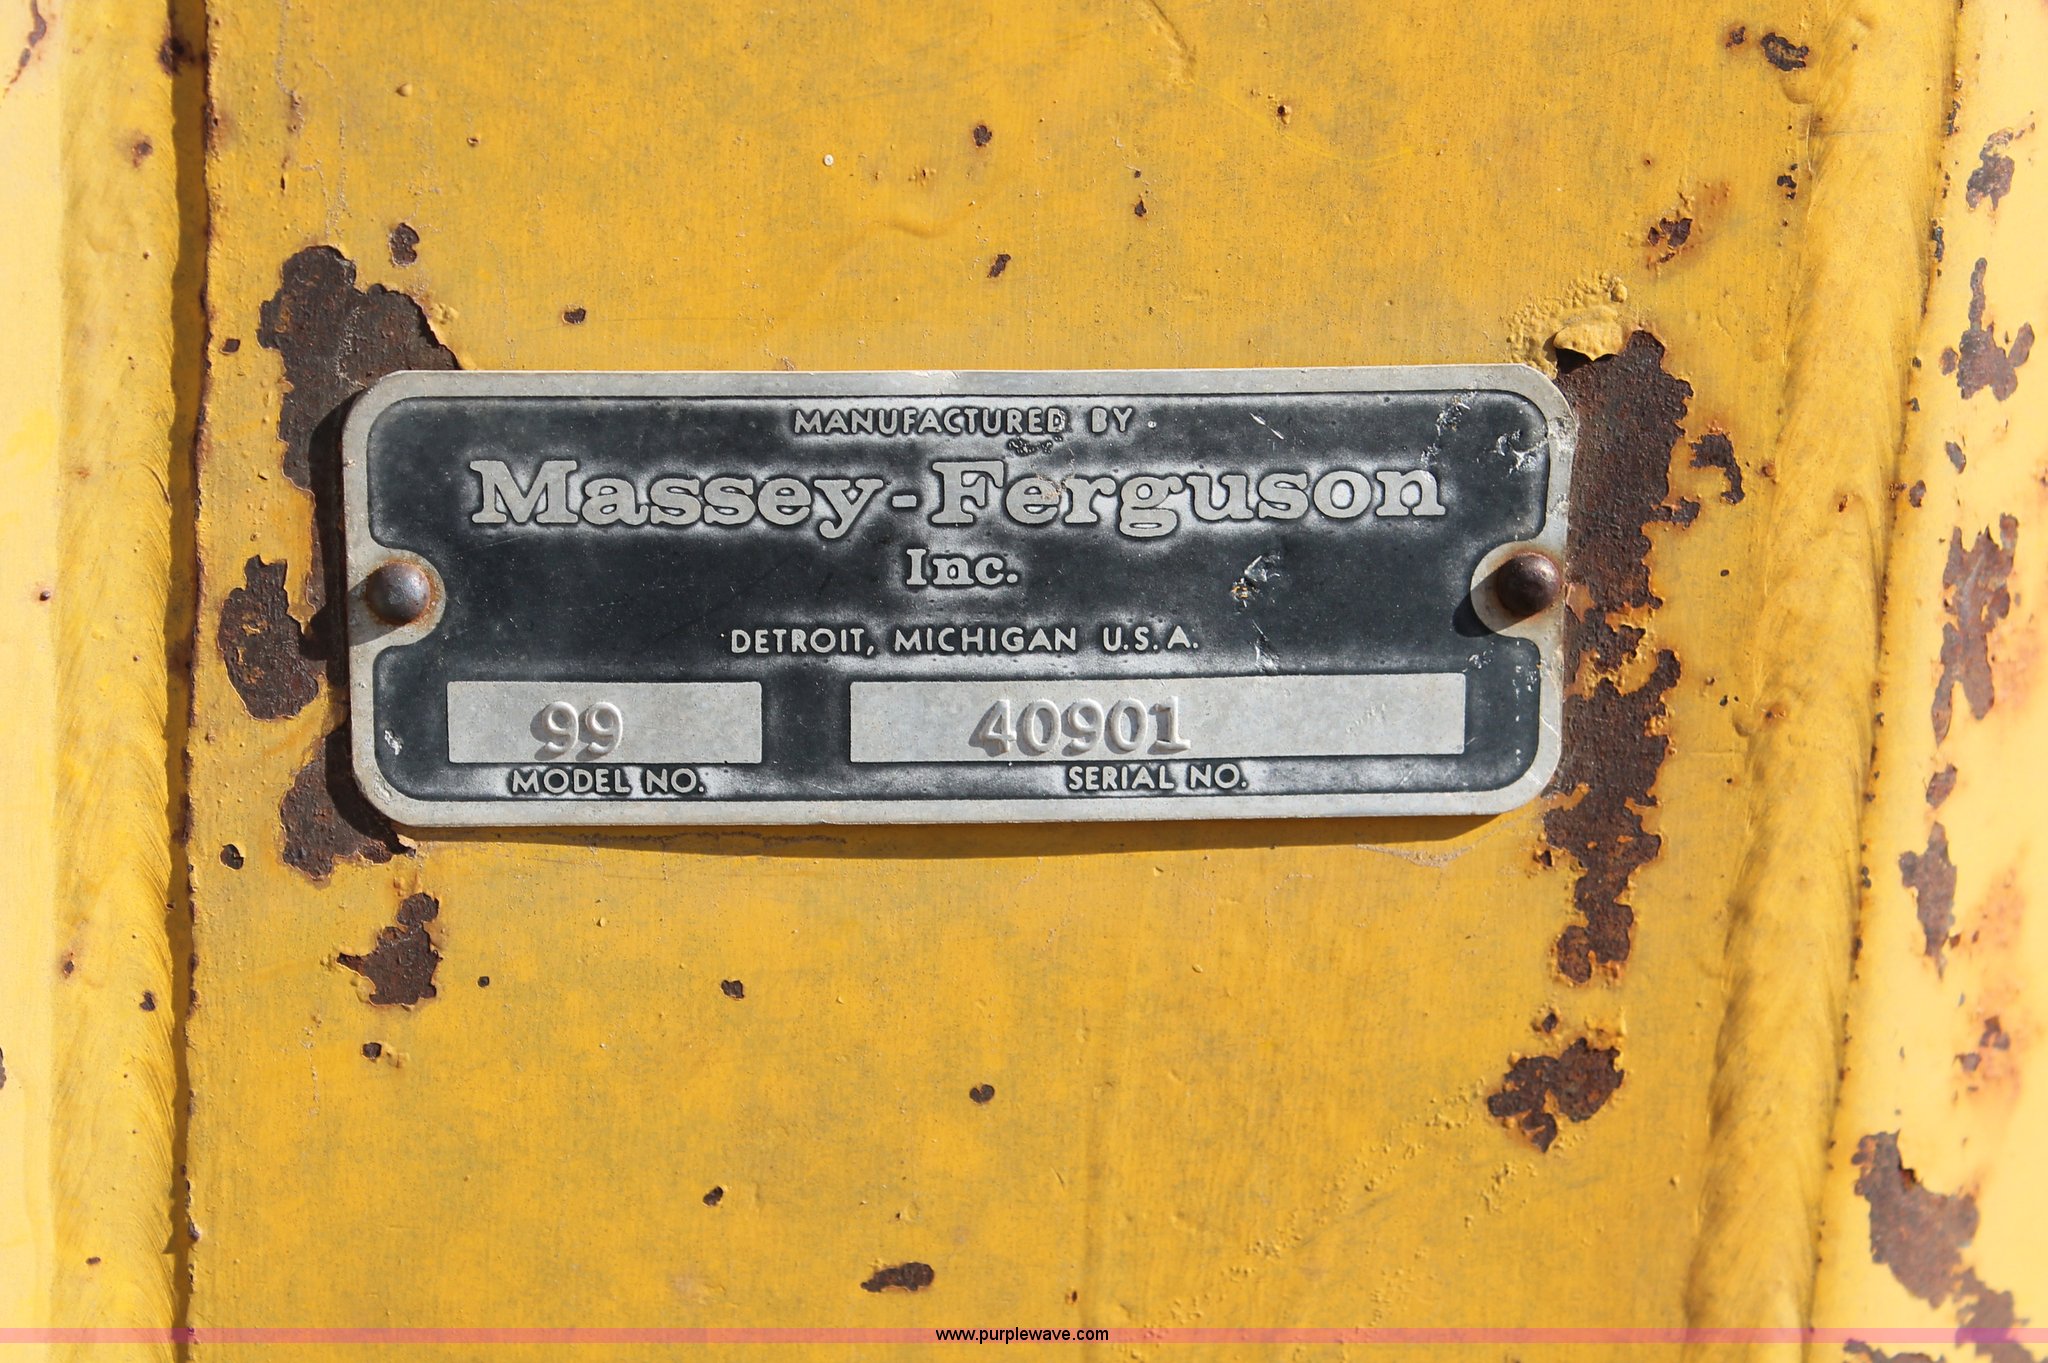 MANUFACTURED BY
Massey-Ferguson
Inc.
DETROIT, MICHIGAN U.S.A.
99 40901
MODEL NO. SERIAL NO.
www.purplewave.com